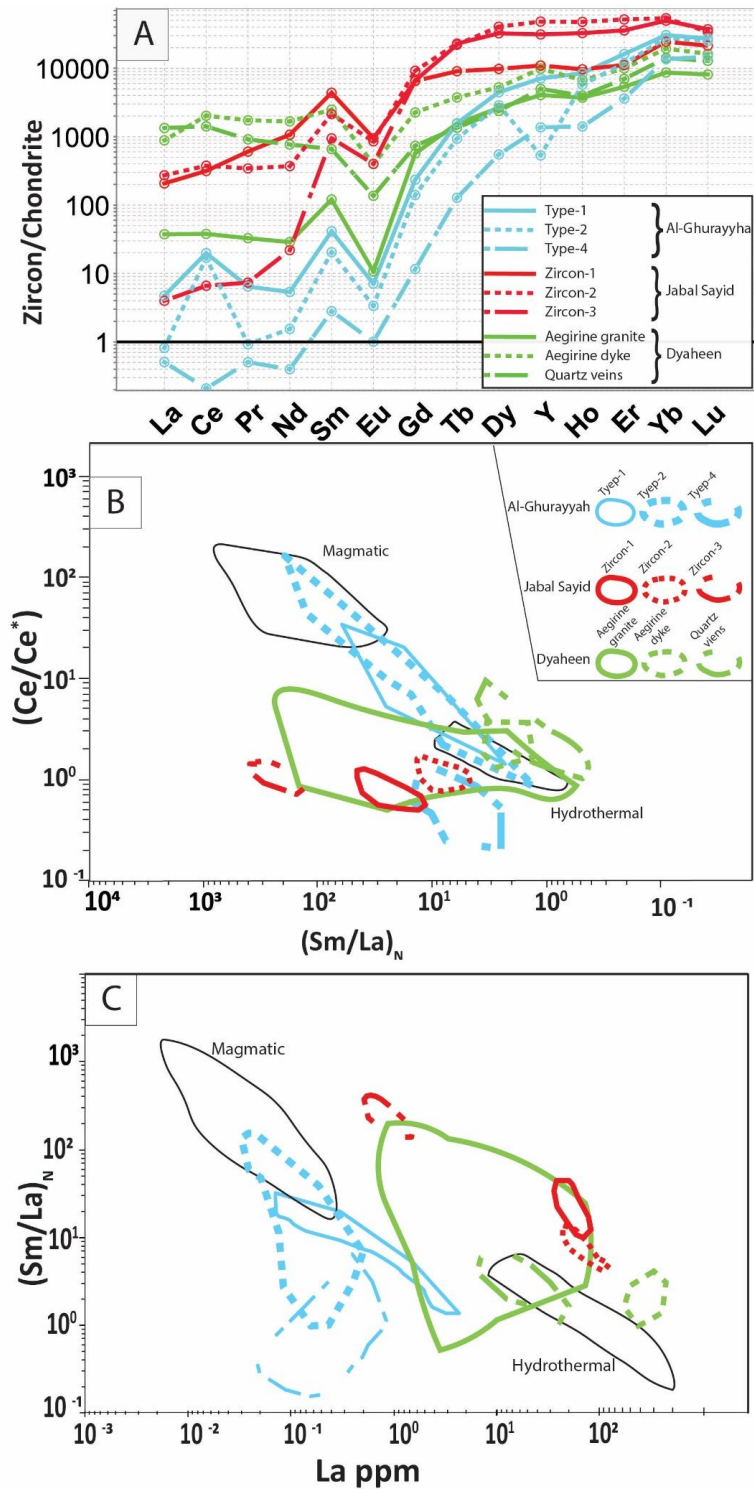 A
Zircon/Chondrite
10000
1000
100
10
1
Type-1
Type-2
Type-4
Al-Ghurayyha
Zircon-1
Zircon-2
Zircon-3
Jabal Sayid
Aegirine granite
Aegirine dyke
Quartz veins
Dyaheen
La Ce Pr Nd Sm Eu Gd Tb Dy Y Ho Er Yb Lu
B
(Ce/Ce*)
10³
10²
10¹
10⁰
10⁻¹
Magmatic
Hydrothermal
Tyep-1 Tyep-2 Tyep-4
Al-Ghurayyah
Zircon-1 Zircon-2 Zircon-3
Jabal Sayid
Aegirine granite Aegirine dyke Quartz viens
Dyaheen
10⁴ 10³ 10² 10¹ 10⁰ 10⁻¹
(Sm/La)N
C
(Sm/La)N
10³
10²
10¹
10⁰
10⁻¹
Magmatic
Hydrothermal
10⁻³ 10⁻² 10⁻¹ 10⁰ 10¹ 10²
La ppm